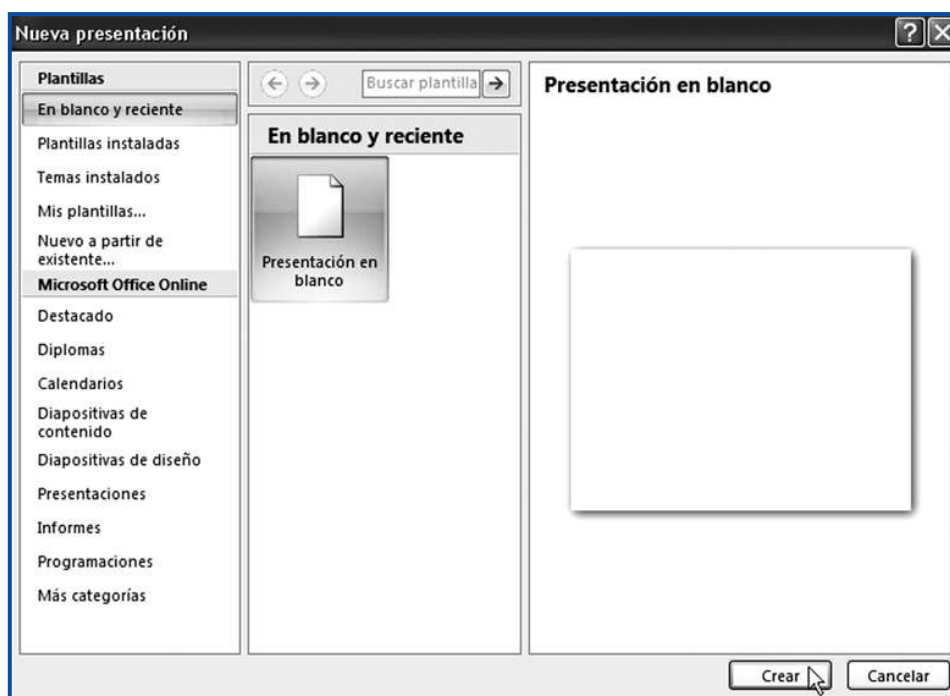 Nueva presentación
?
Plantillas
En blanco y reciente
Plantillas instaladas
Temas instalados
Mis plantillas...
Nuevo a partir de
existente...
Microsoft Office Online
Destacado
Diplomas
Calendarios
Diapositivas de
contenido
Diapositivas de diseño
Presentaciones
Informes
Programaciones
Más categorías
Buscar plantilla
En blanco y reciente
Presentación en
blanco
Presentación en blanco
Crear
Cancelar